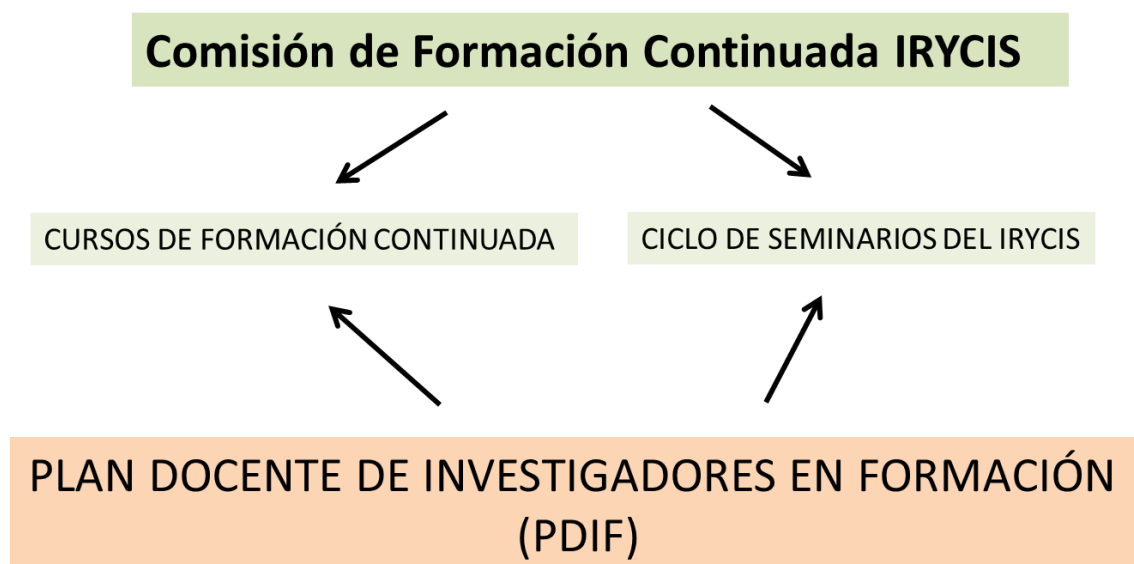 Comisión de Formación Continuada IRYCIS
CURSOS DE FORMACIÓN CONTINUADA
CICLO DE SEMINARIOS DEL IRYCIS
PLAN DOCENTE DE INVESTIGADORES EN FORMACIÓN
(PDIF)